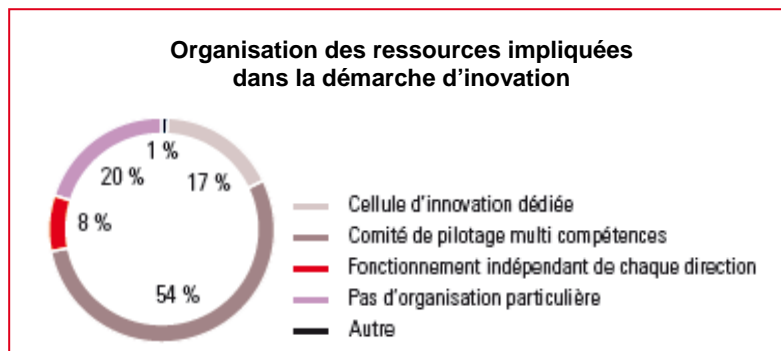 Organisation des ressources impliquées
dans la démarche d'inovation
1 %
20 %
17 %
8 %
54 %
Cellule d'innovation dédiée
Comité de pilotage multi compétences
Fonctionnement indépendant de chaque direction
Pas d'organisation particulière
Autre